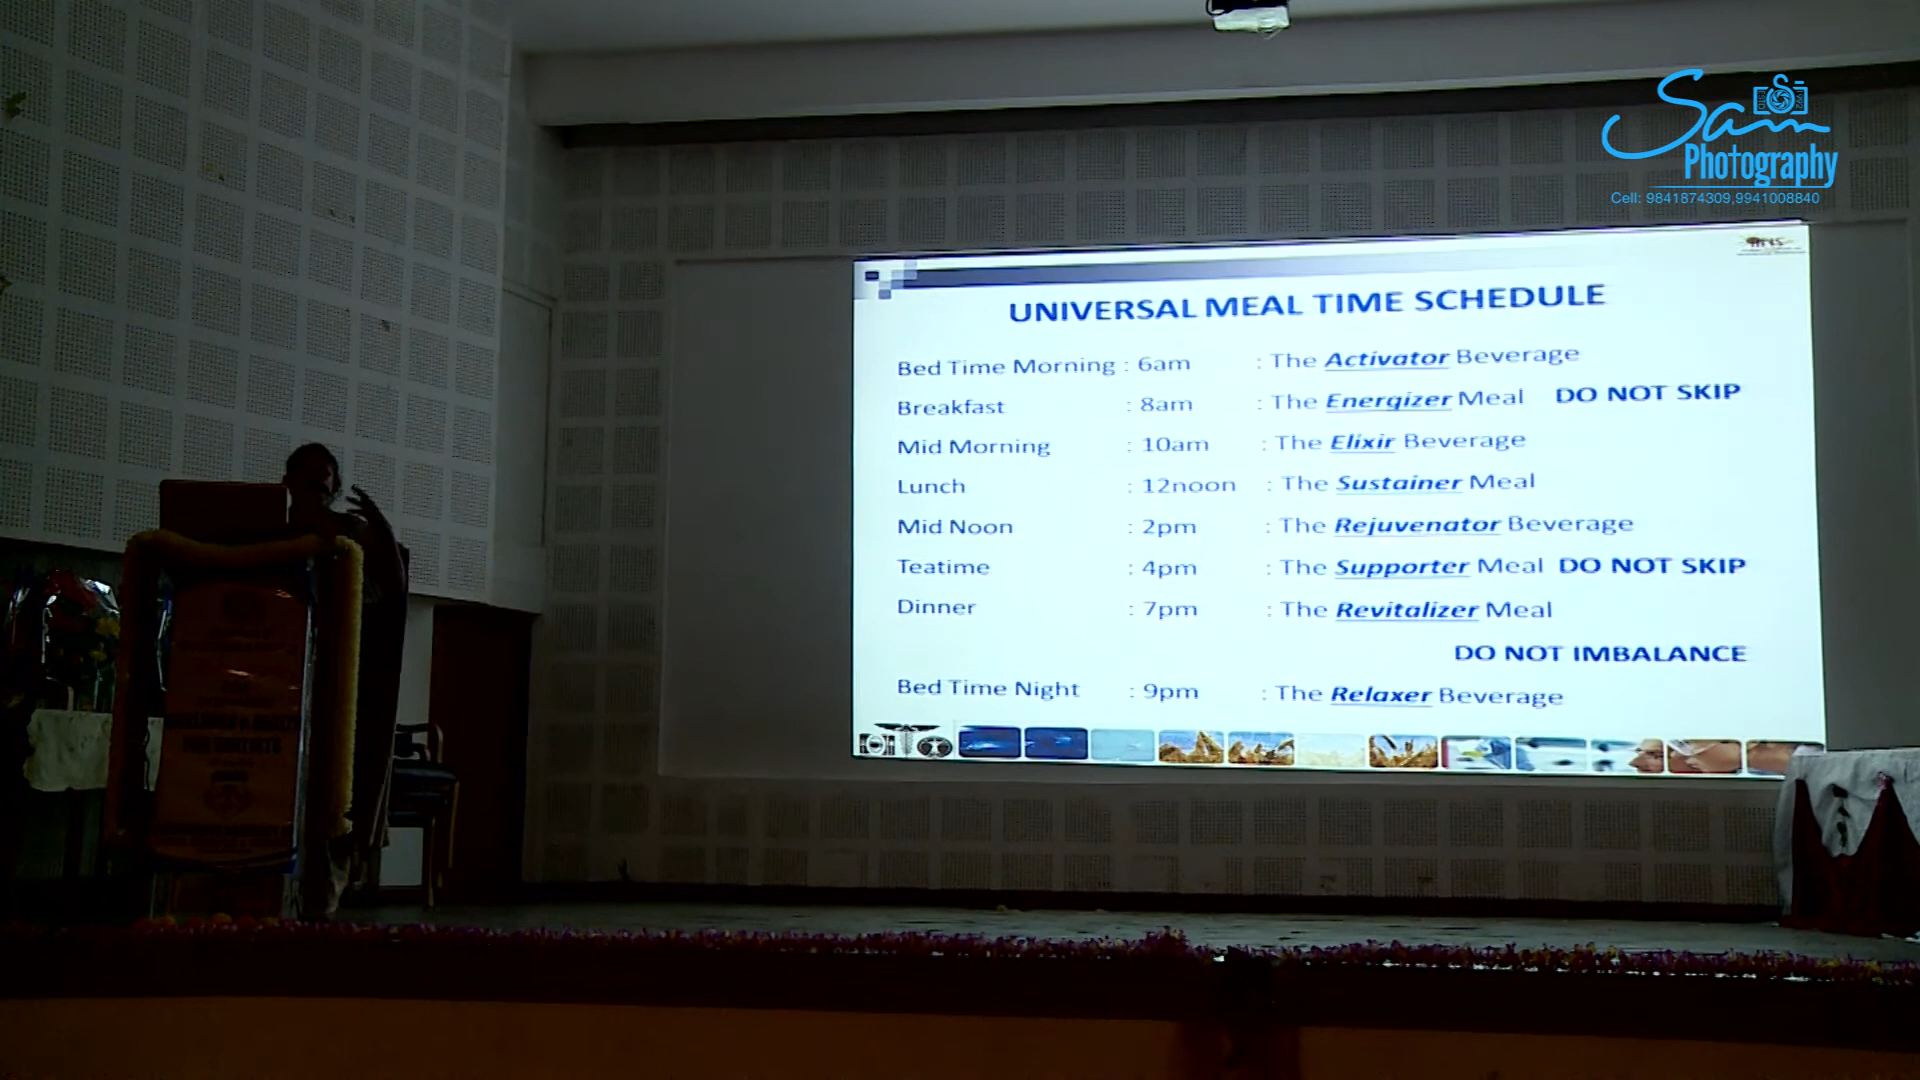 Sam
Photography
Cell: 9841874309,9941008840
UNIVERSAL MEAL TIME SCHEDULE
Bed Time Morning : 6am : The Activator Beverage
Breakfast : 8am : The Energizer Meal DO NOT SKIP
Mid Morning : 10am : The Elixir Beverage
Lunch : 12noon : The Sustainer Meal
Mid Noon : 2pm : The Rejuvenator Beverage
Teatime : 4pm : The Supporter Meal DO NOT SKIP
Dinner : 7pm : The Revitalizer Meal
DO NOT IMBALANCE
Bed Time Night : 9pm : The Relaxer Beverage